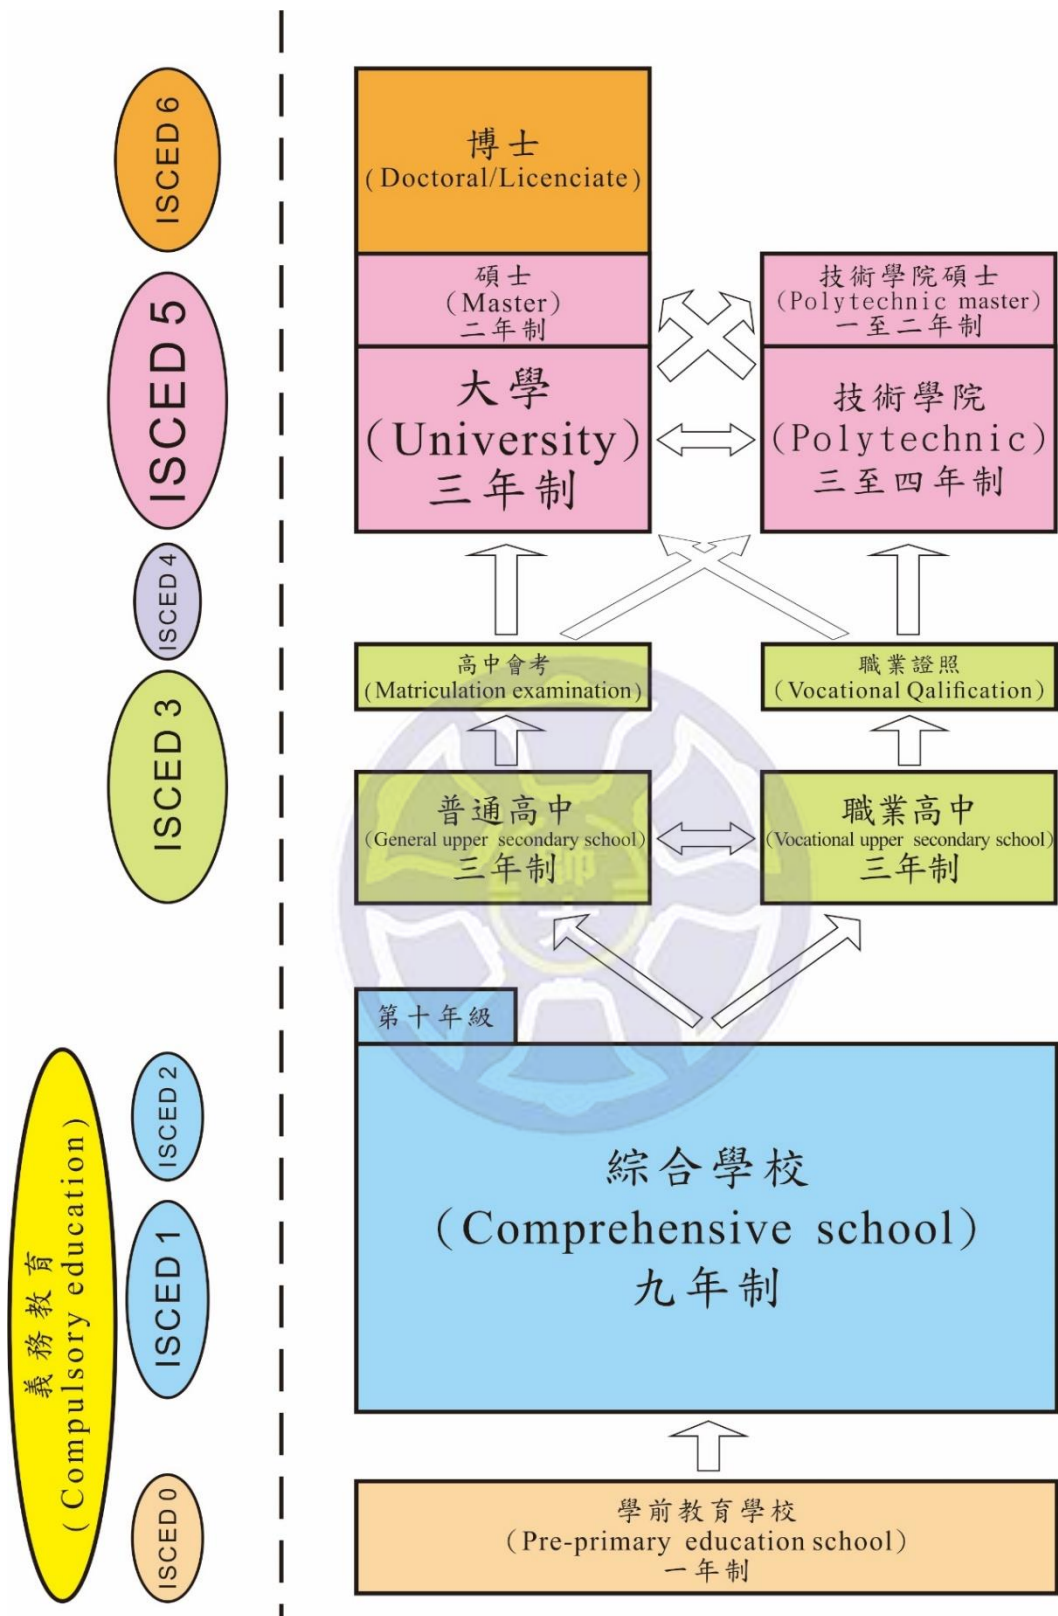 ISCED 6
ISCED 5
ISCED 4
ISCED 3
ISCED 2
ISCED 1
ISCED 0
義務教育
(Compulsory education)
博士
(Doctoral/Licenciate)
碩士
(Master)
二年制
技術學院碩士
(Polytechnic master)
一至二年制
大學
(University)
三年制
技術學院
(Polytechnic)
三至四年制
高中會考
(Matriculation examination)
職業證照
(Vocational Qalification)
普通高中
(General upper secondary school)
三年制
職業高中
(Vocational upper secondary school)
三年制
第十年級
綜合學校
(Comprehensive school)
九年制
學前教育學校
(Pre-primary education school)
一年制
師大